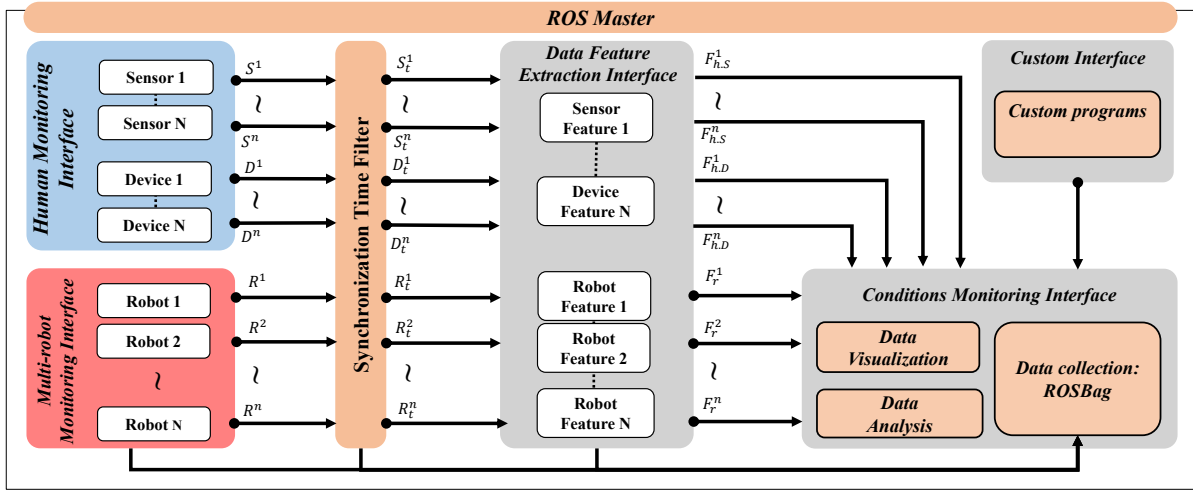 ROS Master
Human Monitoring
Interface
Sensor 1
Sensor N
Device 1
Device N
S^1
S^n
D^1
D^n
Multi-robot
Monitoring Interface
Robot 1
Robot 2
Robot N
R^1
R^2
R^n
Synchronization Time Filter
S_t^1
S_t^n
D_t^1
D_t^n
R_t^1
R_t^2
R_t^n
Data Feature
Extraction Interface
Sensor
Feature 1
Device
Feature N
Robot
Feature 1
Robot
Feature 2
Robot
Feature N
F_{h.S}^1
F_{h.S}^n
F_{h.D}^1
F_{h.D}^n
F_r^1
F_r^2
F_r^n
Custom Interface
Custom programs
Conditions Monitoring Interface
Data
Visualization
Data
Analysis
Data collection:
ROSBag